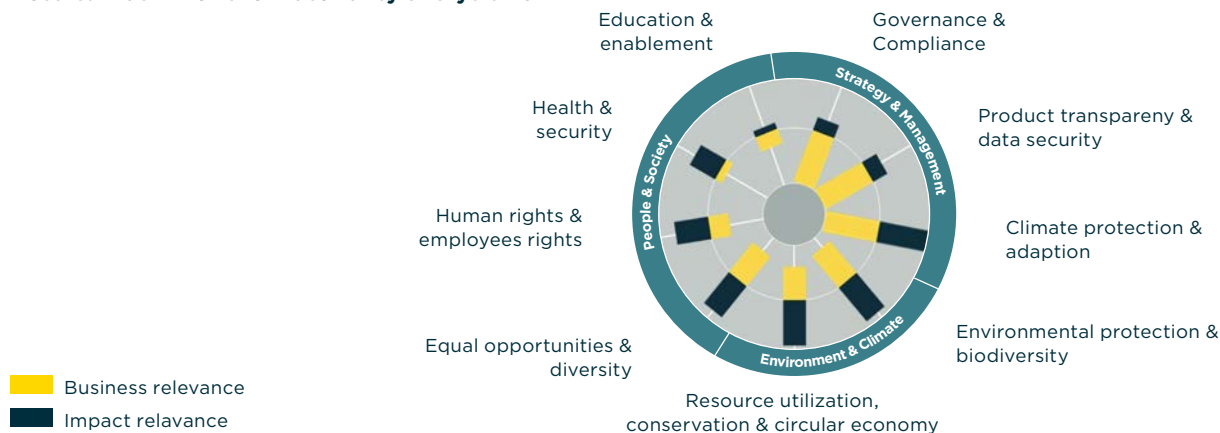 Education &
enablement
Governance &
Compliance
Strategy & Management
Health &
security
Product transpareny &
data security
People & Society
Human rights &
employees rights
Climate protection &
adaption
Equal opportunities &
diversity
Environment & Climate
Environmental protection &
biodiversity
Business relevance
Impact relavance
Resource utilization,
conservation & circular economy